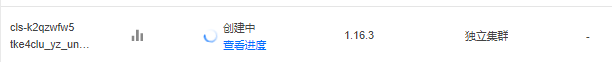 cls-k2qzwfw5
tke4clu_yz_un...
创建中
查看进度
1.16.3
独立集群
-